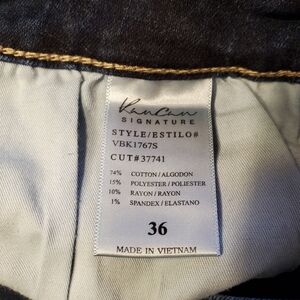 KanCan
SIGNATURE
STYLE/ESTILO#
VBK1767S
CUT#37741
74% COTTON/ALGODON
15% POLYESTER/POLIESTER
10% RAYON/RAYON
1% SPANDEX/ELASTANO
36
MADE IN VIETNAM